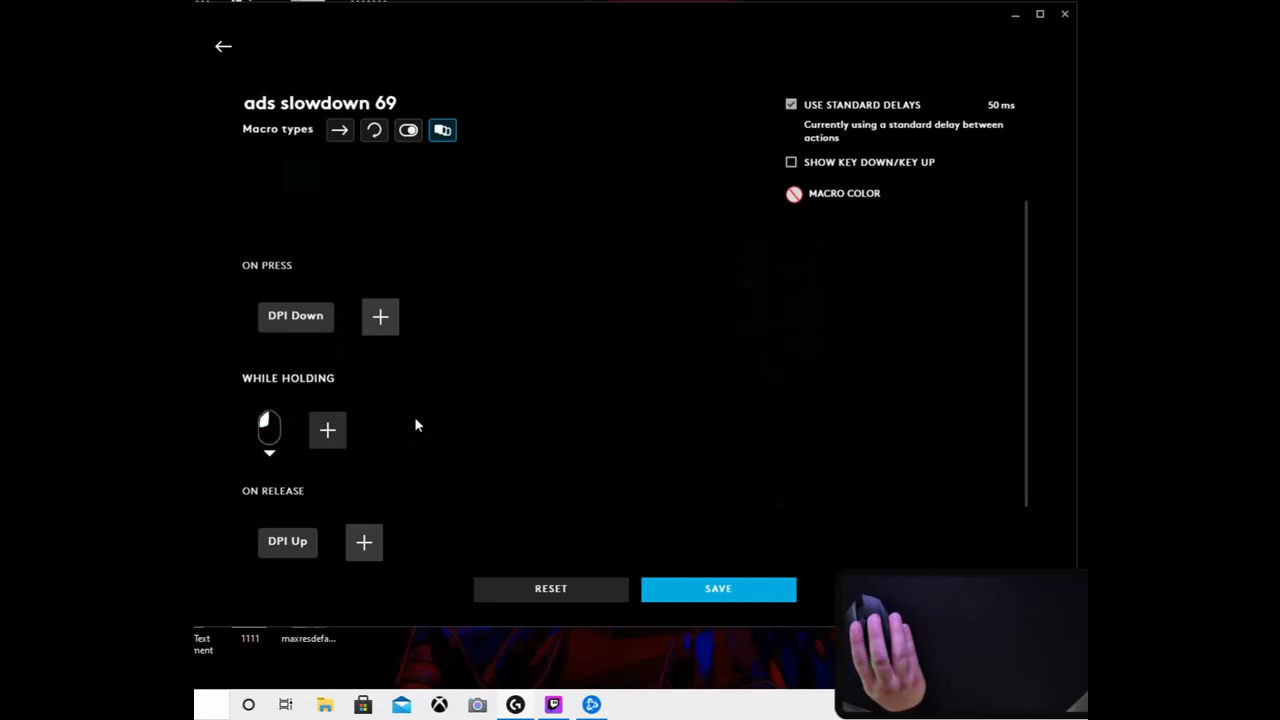 ads slowdown 69
Macro types
USE STANDARD DELAYS 50 ms
Currently using a standard delay between
actions
SHOW KEY DOWN/KEY UP
MACRO COLOR
ON PRESS
DPI Down
WHILE HOLDING
ON RELEASE
DPI Up
RESET
SAVE
Text 1111 maxresdefa...
ment